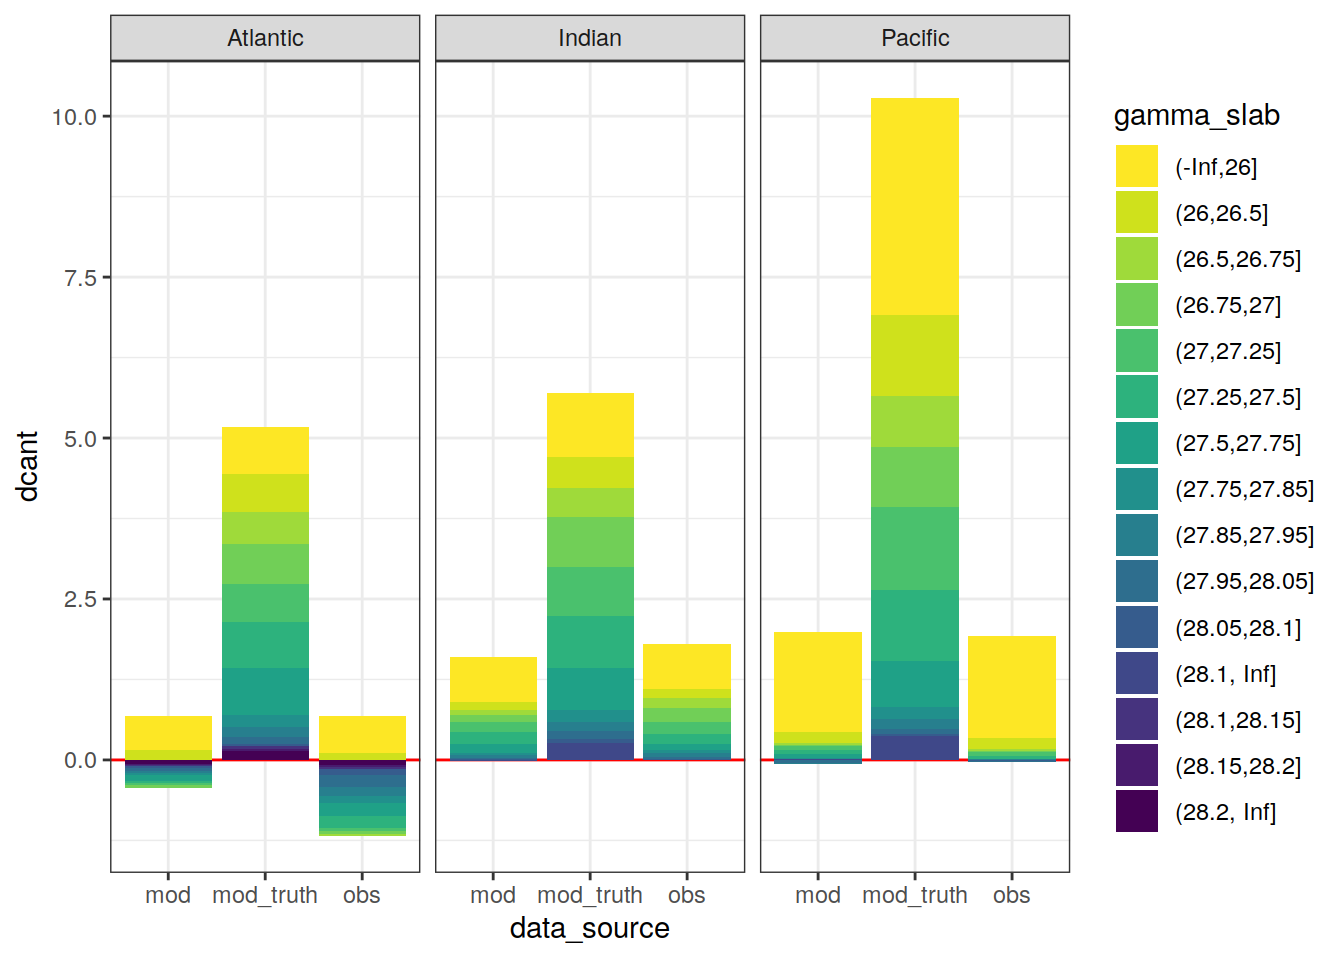 Atlantic Indian Pacific
10.0
7.5
5.0
2.5
0.0
dcant
mod mod_truth obs mod mod_truth obs mod mod_truth obs
data_source
gamma_slab
(-Inf,26]
(26,26.5]
(26.5,26.75]
(26.75,27]
(27,27.25]
(27.25,27.5]
(27.5,27.75]
(27.75,27.85]
(27.85,27.95]
(27.95,28.05]
(28.05,28.1]
(28.1, Inf]
(28.1,28.15]
(28.15,28.2]
(28.2, Inf]